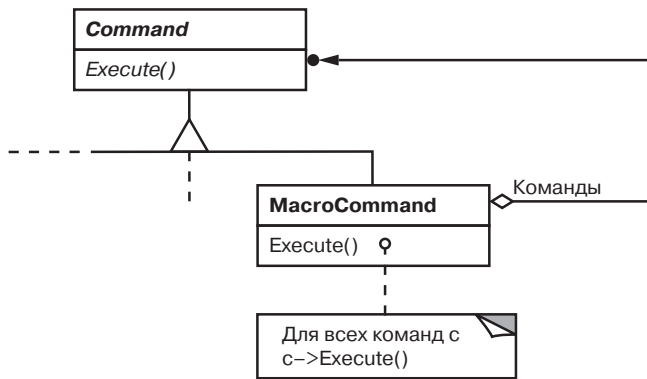 Command
Execute()
Команды
MacroCommand
Execute()
Для всех команд с
c->Execute()